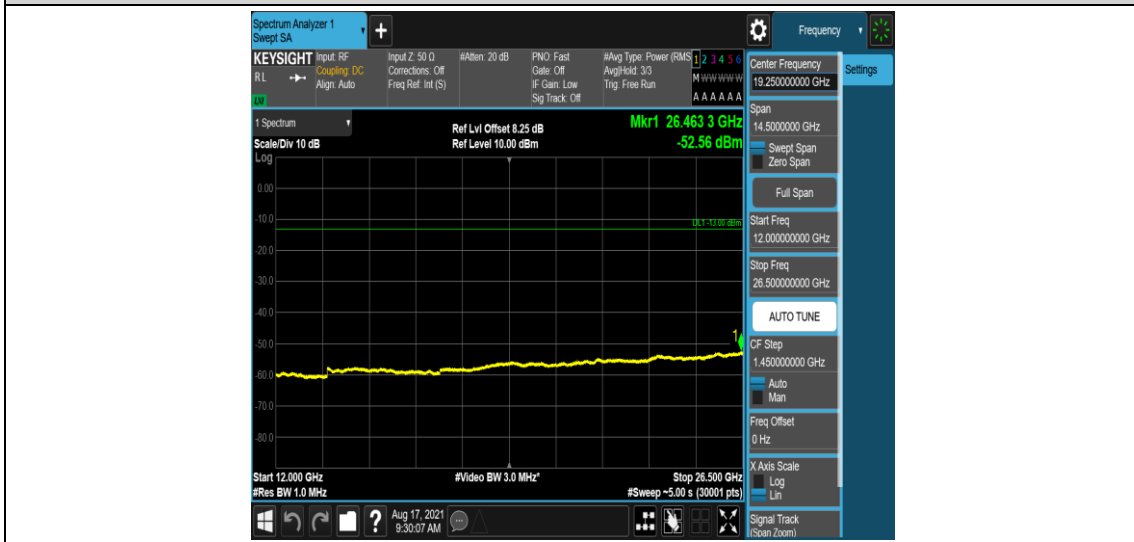 Spectrum Analyzer 1
Swept SA
+
Frequency
KEYSIGHT
RL
LXI
Input: RF
Coupling: DC
Align: Auto
Input Z: 50 Ω
Corrections: Off
Freq Ref: Int (S)
#Atten: 20 dB
PNO: Fast
Gate: Off
IF Gain: Low
Sig Track: Off
#Avg Type: Power (RMS
Avg|Hold: 3/3
Trig: Free Run
1 2 3 4 5 6
M W W W W W
A A A A A A
1 Spectrum
Scale/Div 10 dB
Log
Ref Lvl Offset 8.25 dB
Ref Level 10.00 dBm
Mkr1 26.463 3 GHz
-52.56 dBm
0.00
-10.0
DL1 -13.00 dBm
-20.0
-30.0
-40.0
1
-50.0
-60.0
-70.0
-80.0
Start 12.000 GHz
#Res BW 1.0 MHz
#Video BW 3.0 MHz*
Stop 26.500 GHz
#Sweep ~5.00 s (30001 pts)
?
Aug 17, 2021
9:30:07 AM
Center Frequency
19.250000000 GHz
Settings
Span
14.5000000 GHz
Swept Span
Zero Span
Full Span
Start Freq
12.000000000 GHz
Stop Freq
26.500000000 GHz
AUTO TUNE
CF Step
1.450000000 GHz
Auto
Man
Freq Offset
0 Hz
X Axis Scale
Log
Lin
Signal Track
(Span Zoom)